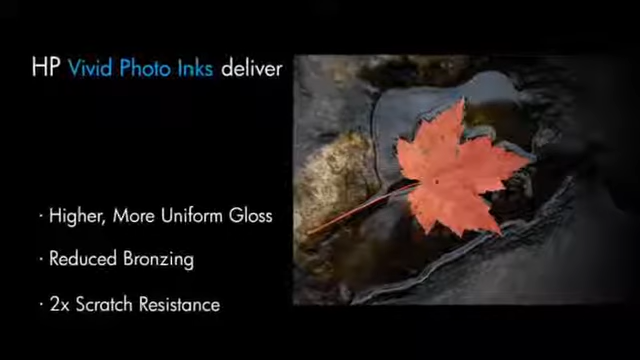 HP Vivid Photo Inks deliver
· Higher, More Uniform Gloss
· Reduced Bronzing
· 2x Scratch Resistance